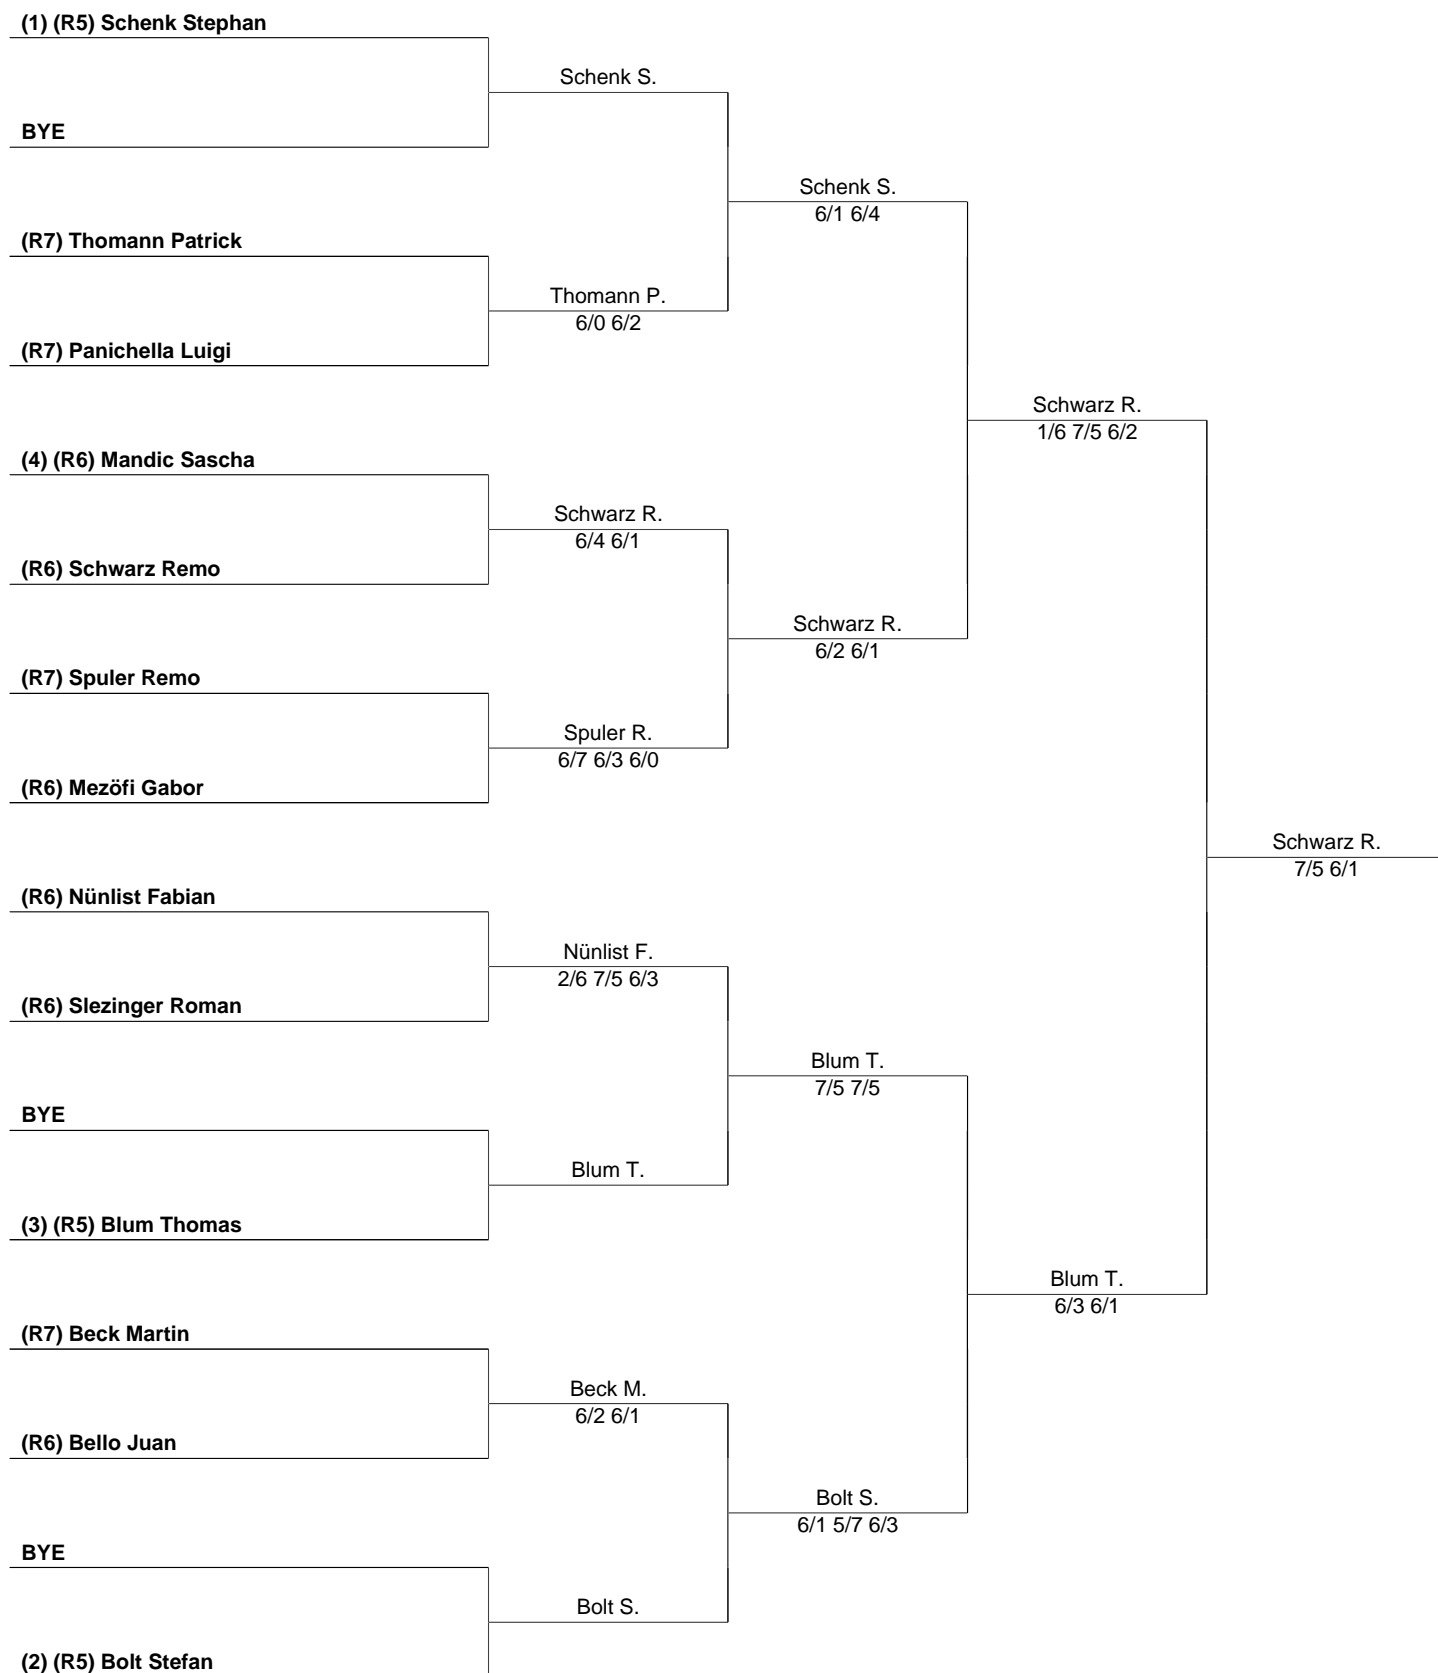 (1) (R5) Schenk Stephan
Schenk S.
BYE
Schenk S.
6/1 6/4
(R7) Thomann Patrick
Thomann P.
6/0 6/2
(R7) Panichella Luigi
Schwarz R.
1/6 7/5 6/2
(4) (R6) Mandic Sascha
Schwarz R.
6/4 6/1
(R6) Schwarz Remo
Schwarz R.
6/2 6/1
(R7) Spuler Remo
Spuler R.
6/7 6/3 6/0
(R6) Mezöfi Gabor
Schwarz R.
7/5 6/1
(R6) Nünlist Fabian
Nünlist F.
2/6 7/5 6/3
(R6) Slezinger Roman
Blum T.
7/5 7/5
BYE
Blum T.
(3) (R5) Blum Thomas
Blum T.
6/3 6/1
(R7) Beck Martin
Beck M.
6/2 6/1
(R6) Bello Juan
Bolt S.
6/1 5/7 6/3
BYE
Bolt S.
(2) (R5) Bolt Stefan